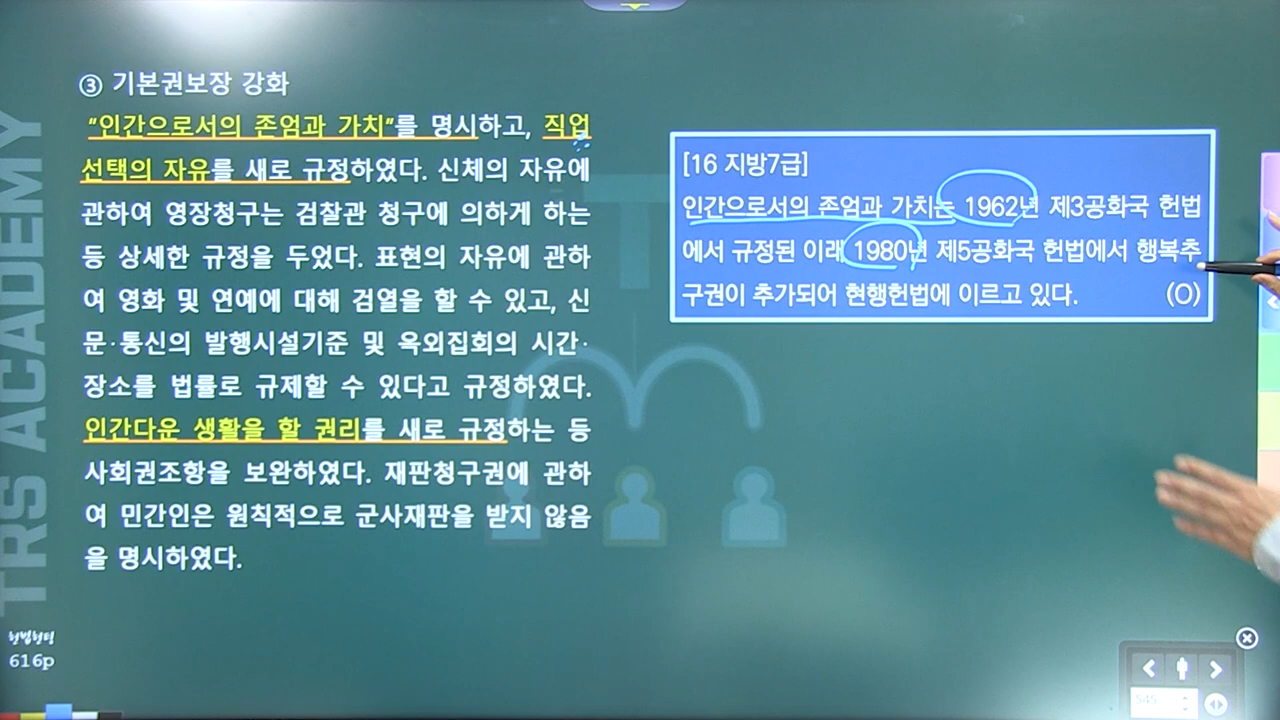 ③ 기본권보장 강화
"인간으로서의 존엄과 가치"를 명시하고, 직업
선택의 자유를 새로 규정하였다. 신체의 자유에
관하여 영장청구는 검찰관 청구에 의하게 하는
등 상세한 규정을 두었다. 표현의 자유에 관하
여 영화 및 연예에 대해 검열을 할 수 있고, 신
문·통신의 발행시설기준 및 옥외집회의 시간·
장소를 법률로 규제할 수 있다고 규정하였다.
인간다운 생활을 할 권리를 새로 규정하는 등
사회권조항을 보완하였다. 재판청구권에 관하
여 민간인은 원칙적으로 군사재판을 받지 않음
을 명시하였다.
[16 지방7급]
인간으로서의 존엄과 가치는 1962년 제3공화국 헌법
에서 규정된 이래 1980년 제5공화국 헌법에서 행복추
구권이 추가되어 현행헌법에 이르고 있다. (O)
TRS ACADEMY
616p
545